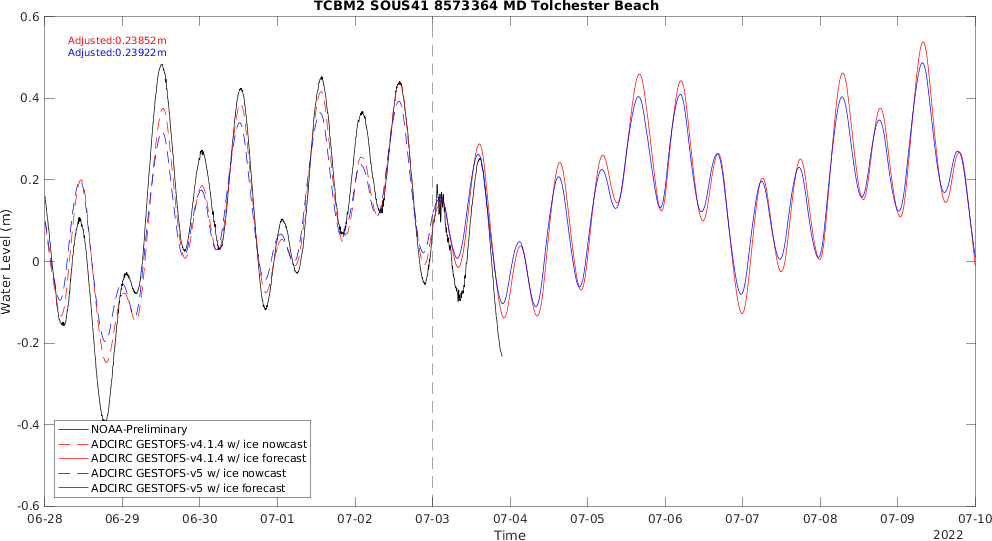 TCBM2 SOUS41 8573364 MD Tolchester Beach
Adjusted:0.23852m
Adjusted:0.23922m
0.6
0.4
0.2
0
-0.2
-0.4
-0.6
Water Level (m)
NOAA-Preliminary
ADCIRC GESTOFS-v4.1.4 w/ ice nowcast
ADCIRC GESTOFS-v4.1.4 w/ ice forecast
ADCIRC GESTOFS-v5 w/ ice nowcast
ADCIRC GESTOFS-v5 w/ ice forecast
06-28 06-29 06-30 07-01 07-02 07-03 07-04 07-05 07-06 07-07 07-08 07-09 07-10
Time
2022